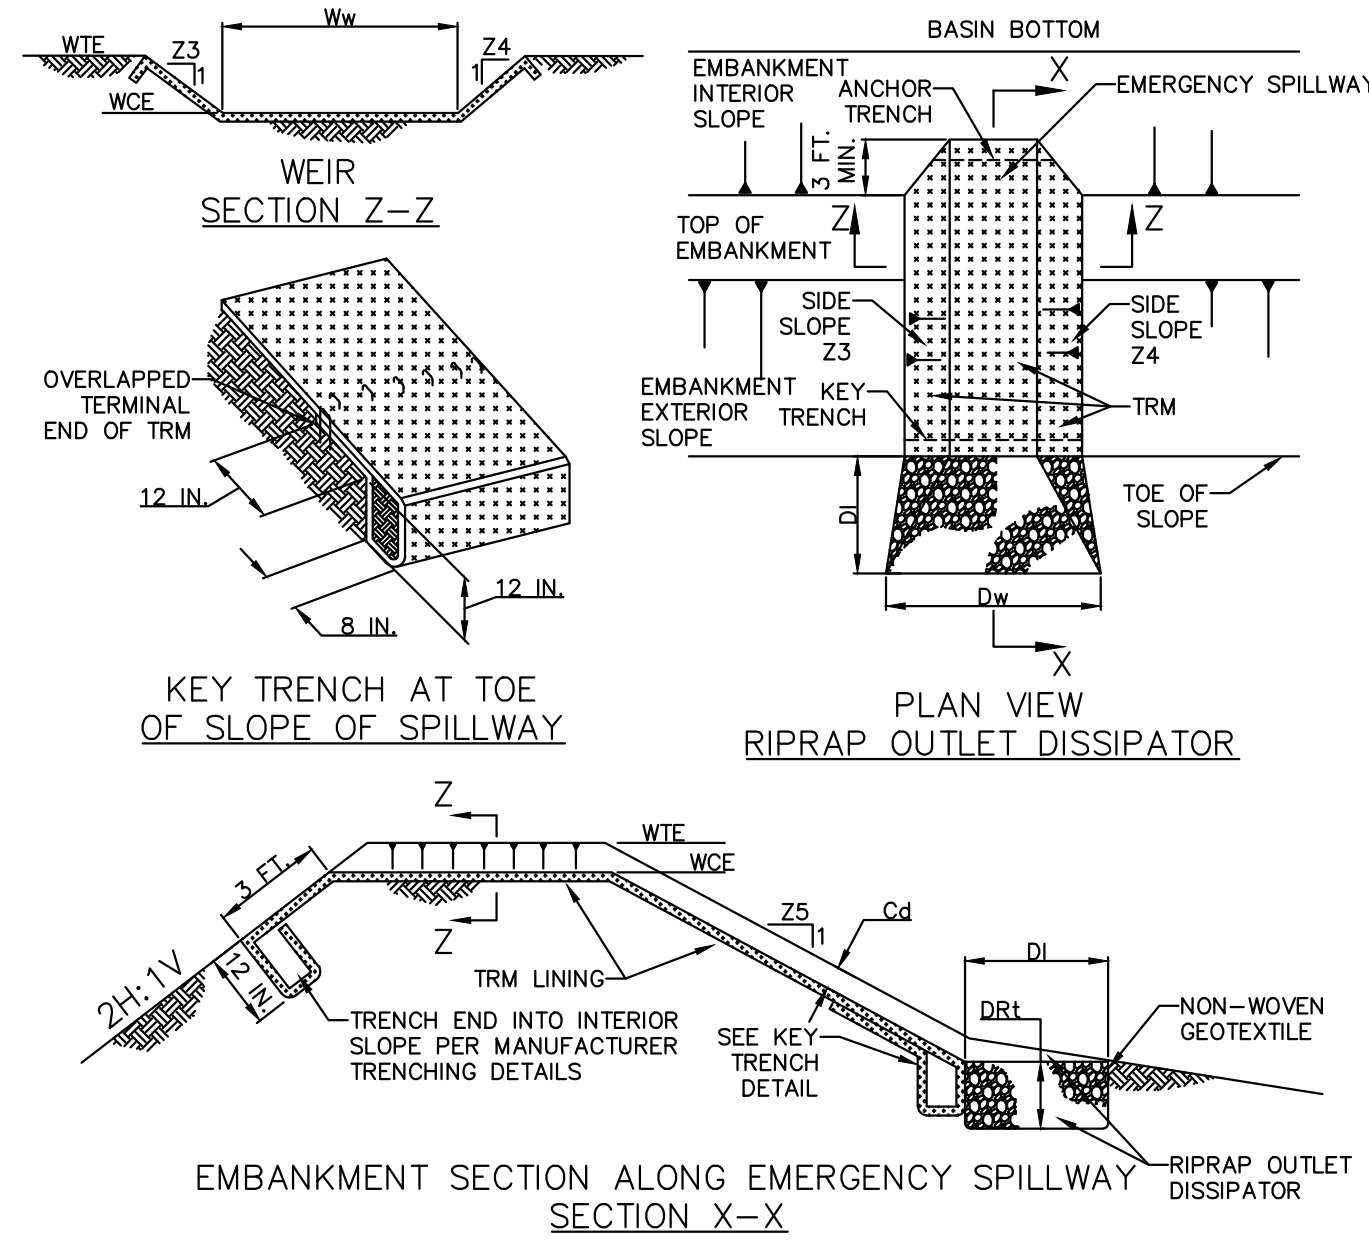 Ww
WTE
Z3
1
Z4
1
WCE
WEIR
SECTION Z-Z
BASIN BOTTOM
EMBANKMENT
INTERIOR
SLOPE
ANCHOR
TRENCH
X
EMERGENCY SPILLWAY
3 FT.
MIN.
TOP OF
EMBANKMENT
Z
Z
SIDE
SLOPE
Z3
SIDE
SLOPE
Z4
EMBANKMENT
EXTERIOR
SLOPE
KEY
TRENCH
TRM
TOE OF
SLOPE
Dl
Dw
X
PLAN VIEW
RIPRAP OUTLET DISSIPATOR
OVERLAPPED
TERMINAL
END OF TRM
12 IN.
12 IN.
8 IN.
KEY TRENCH AT TOE
OF SLOPE OF SPILLWAY
Z
WTE
WCE
3 FT.
Z
Z5
1
Cd
Dl
DRt
2H:1V
12 IN.
TRM LINING
TRENCH END INTO INTERIOR
SLOPE PER MANUFACTURER
TRENCHING DETAILS
SEE KEY
TRENCH
DETAIL
NON-WOVEN
GEOTEXTILE
RIPRAP OUTLET
DISSIPATOR
EMBANKMENT SECTION ALONG EMERGENCY SPILLWAY
SECTION X-X